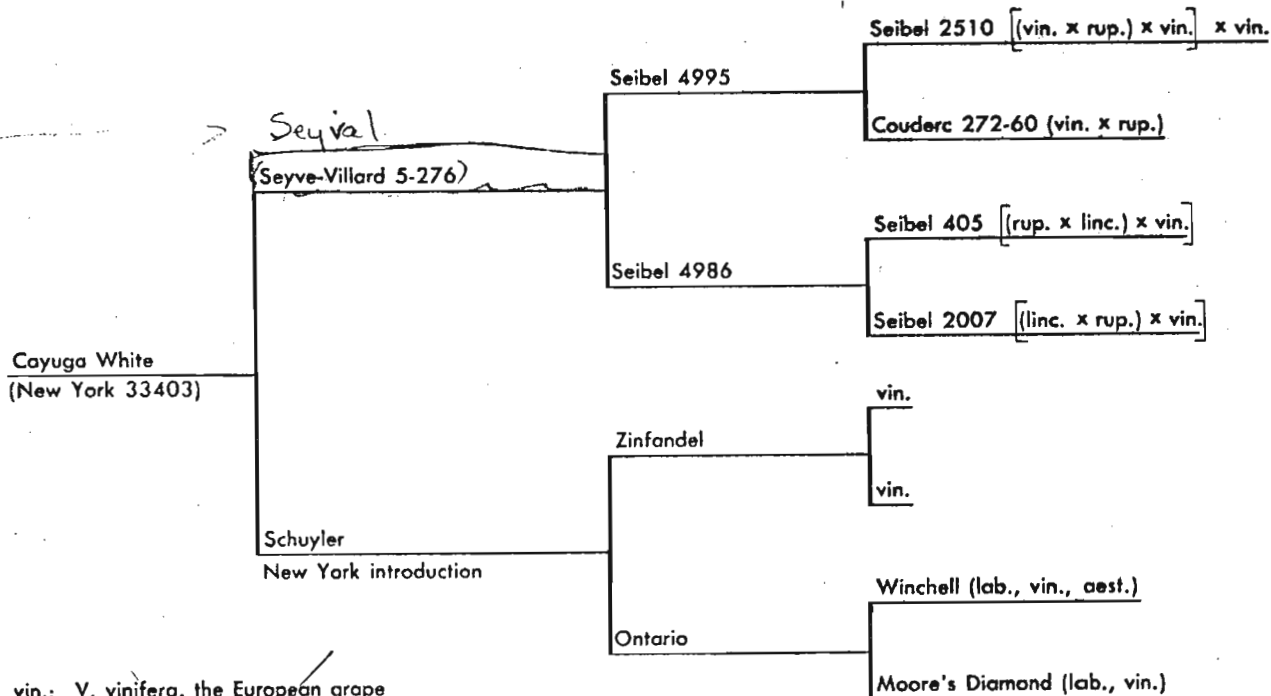 Seibel 2510 [(vin. x rup.) x vin.] x vin.
Seibel 4995
Couderc 272-60 (vin. x rup.)
Seyval
(Seyve-Villard 5-276)
Seibel 405 [(rup. x linc.) x vin.]
Seibel 4986
Seibel 2007 [(linc. x rup.) x vin.]
Cayuga White
(New York 33403)
vin.
Zinfandel
vin.
Schuyler
New York introduction
Winchell (lab., vin., aest.)
Ontario
Moore's Diamond (lab., vin.)
vin.: V. vinifera, the European grape